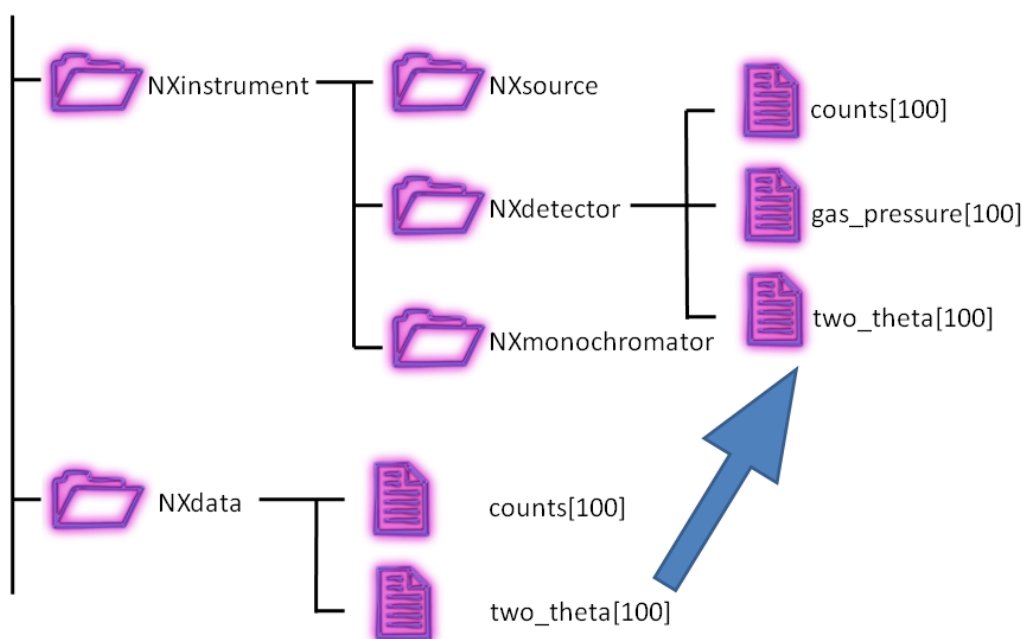 NXinstrument
NXsource
counts[100]
NXdetector
gas_pressure[100]
two_theta[100]
NXmonochromator
NXdata
counts[100]
two_theta[100]